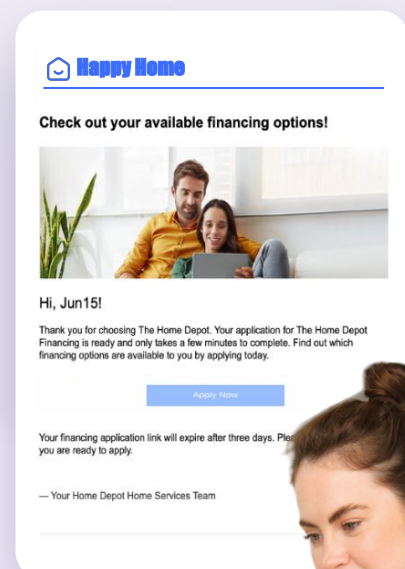 Happy Home
Check out your available financing options!
Hi, Jun15!
Thank you for choosing The Home Depot. Your application for The Home Depot
Financing is ready and only takes a few minutes to complete. Find out which
financing options are available to you by applying today.
Apply Now
Your financing application link will expire after three days.
you are ready to apply.
— Your Home Depot Home Services Team